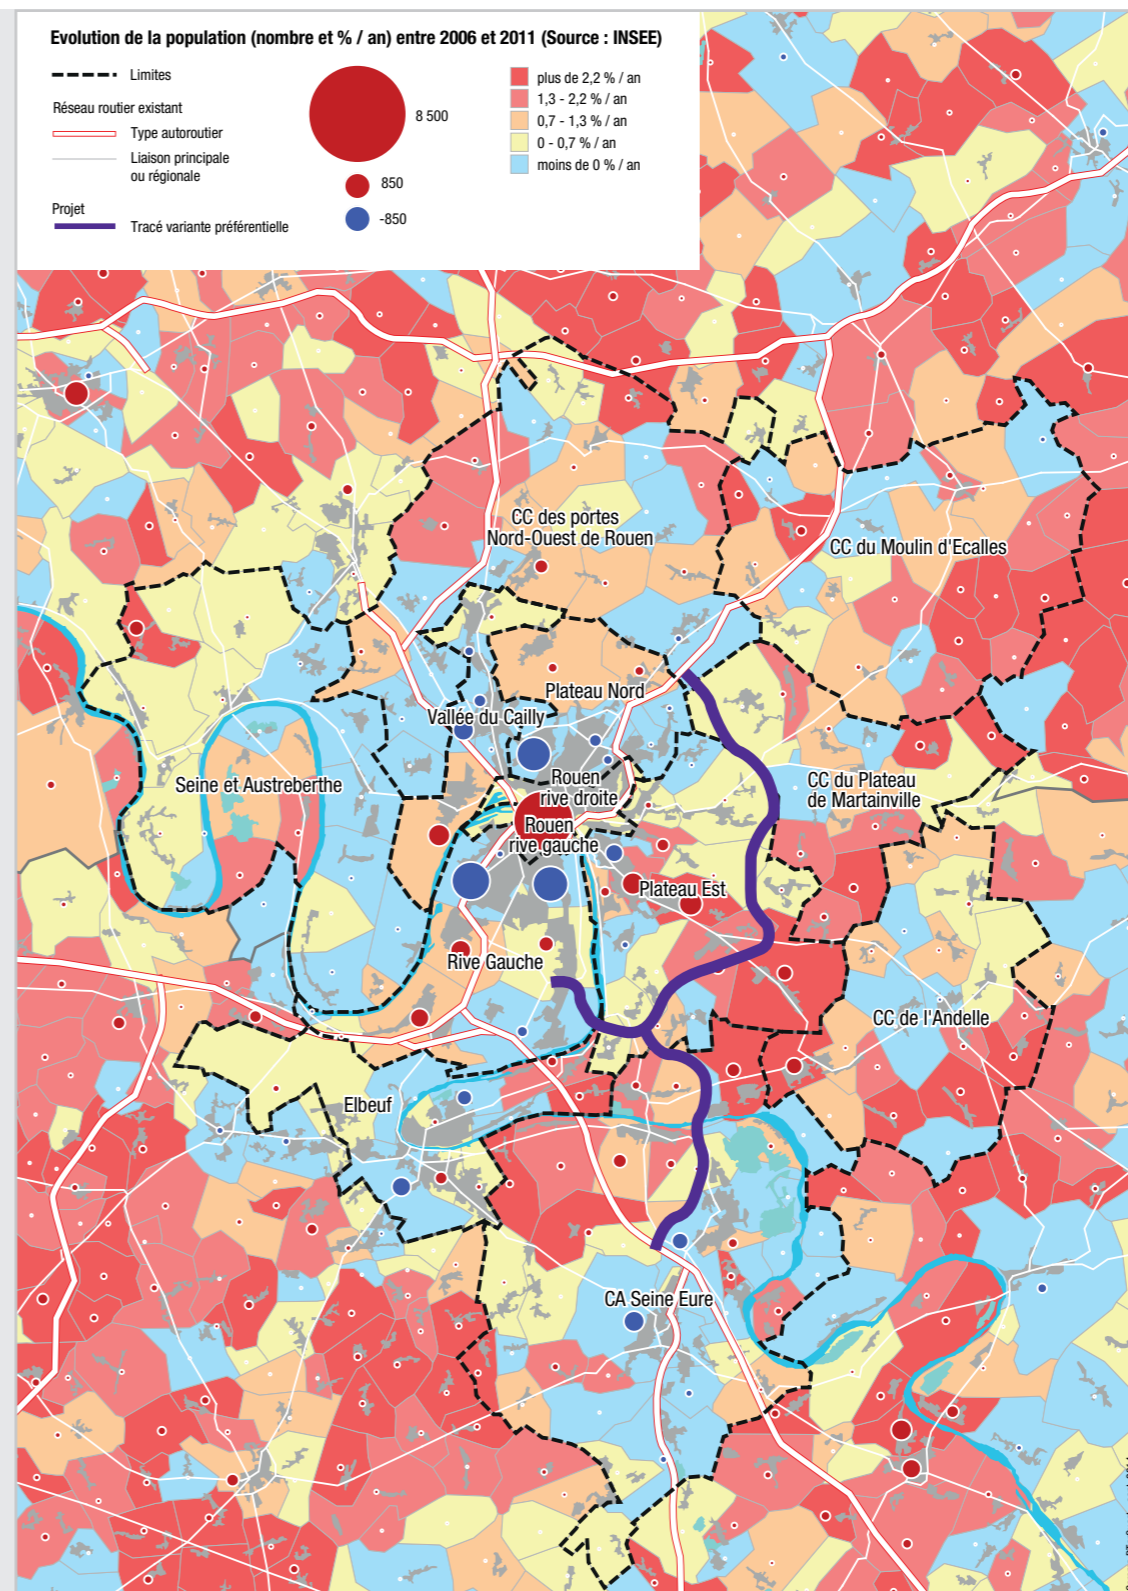 Evolution de la population (nombre et % / an) entre 2006 et 2011 (Source : INSEE)
Limites
Réseau routier existant
Type autoroutier
Liaison principale
ou régionale
Projet
Tracé variante préférentielle
8 500
850
-850
plus de 2,2 % / an
1,3 - 2,2 % / an
0,7 - 1,3 % / an
0 - 0,7 % / an
moins de 0 % / an
CC des portes
Nord-Ouest de Rouen
CC du Moulin d'Ecalles
Plateau Nord
Vallée du Cailly
Seine et Austreberthe
Rouen
rive droite
CC du Plateau
de Martainville
Rouen
rive gauche
Plateau Est
Rive Gauche
CC de l'Andelle
Elbeuf
CA Seine Eure